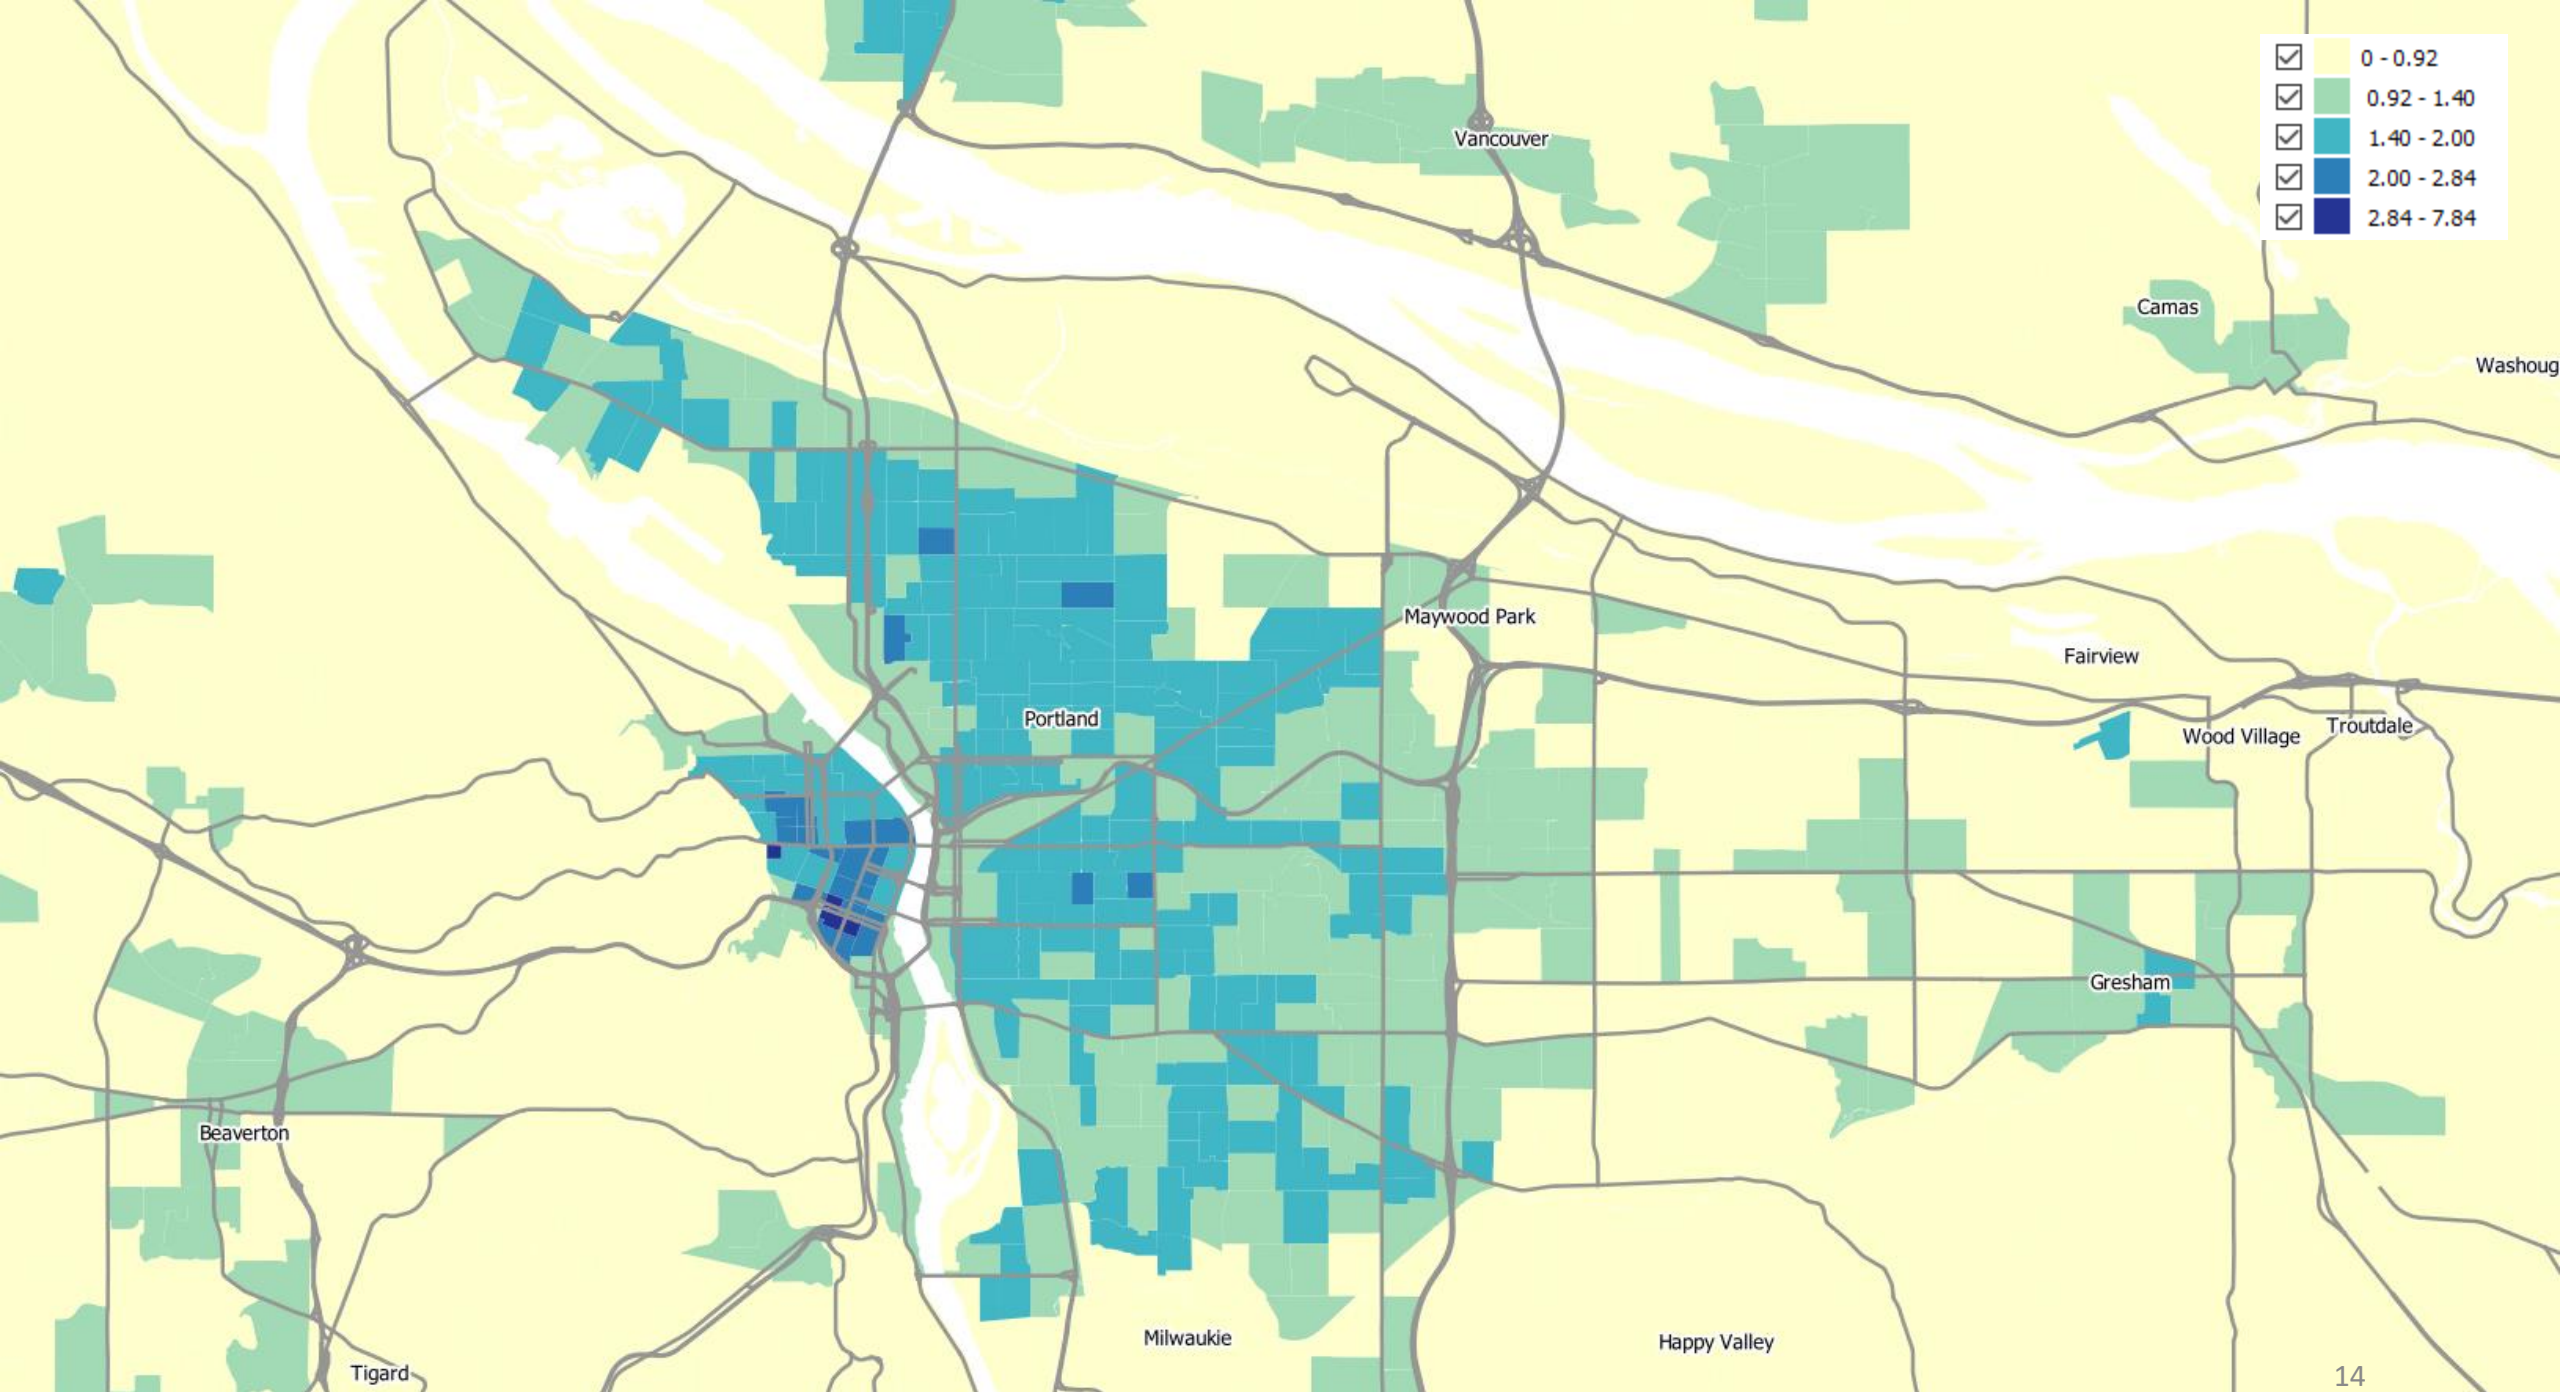 0 - 0.92
0.92 - 1.40
1.40 - 2.00
2.00 - 2.84
2.84 - 7.84
Vancouver
Camas
Washoug
Maywood Park
Fairview
Portland
Wood Village
Troutdale
Gresham
Beaverton
Milwaukie
Happy Valley
Tigard
14